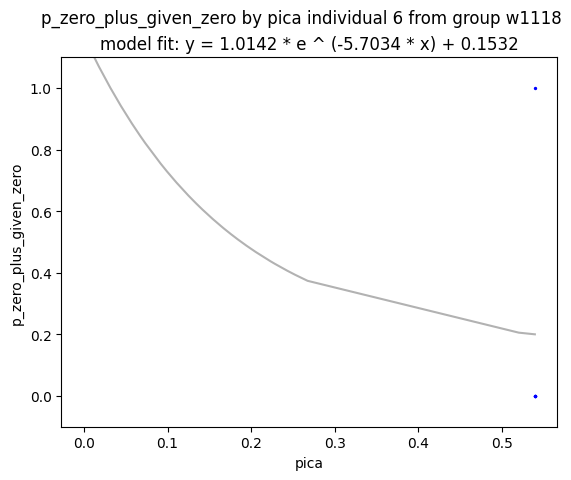 p_zero_plus_given_zero by pica individual 6 from group w1118
model fit: y = 1.0142 * e ^ (-5.7034 * x) + 0.1532
1.0
0.8
0.6
0.4
0.2
0.0
p_zero_plus_given_zero
0.0 0.1 0.2 0.3 0.4 0.5
pica